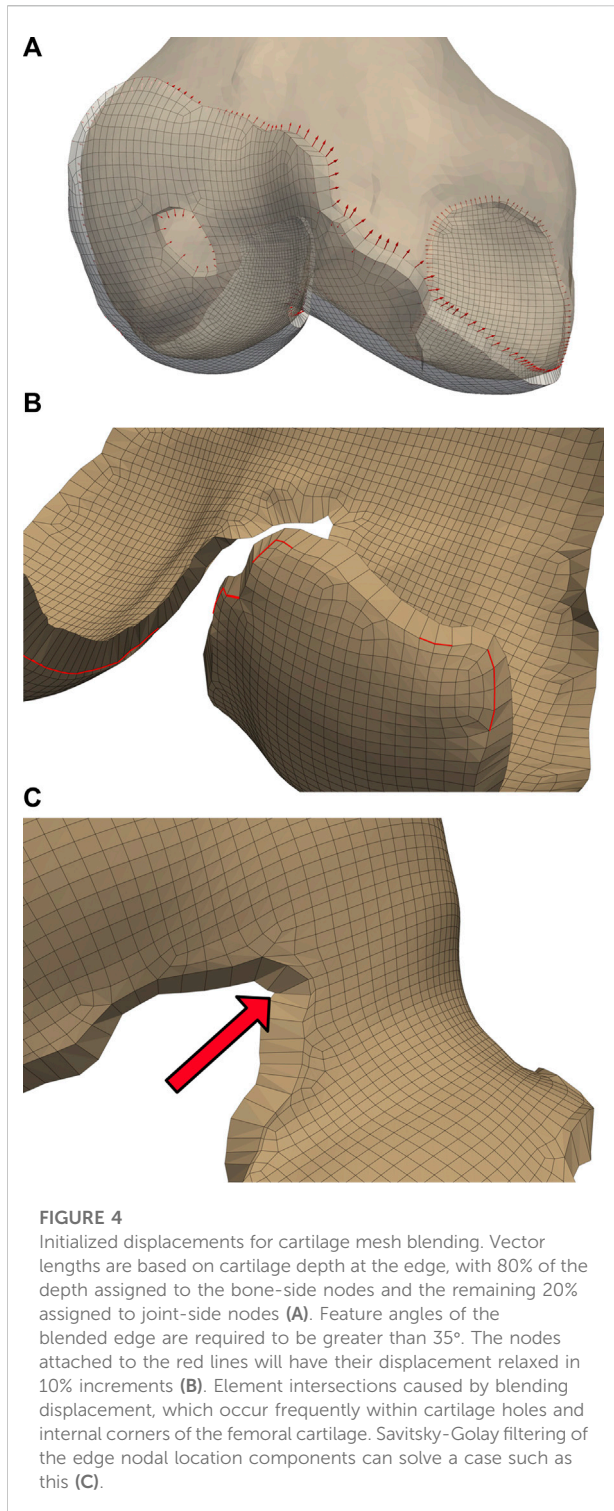 A
B
C
FIGURE 4
Initialized displacements for cartilage mesh blending. Vector
lengths are based on cartilage depth at the edge, with 80% of the
depth assigned to the bone-side nodes and the remaining 20%
assigned to joint-side nodes (A). Feature angles of the
blended edge are required to be greater than 35°. The nodes
attached to the red lines will have their displacement relaxed in
10% increments (B). Element intersections caused by blending
displacement, which occur frequently within cartilage holes and
internal corners of the femoral cartilage. Savitsky-Golay filtering of
the edge nodal location components can solve a case such as
this (C).